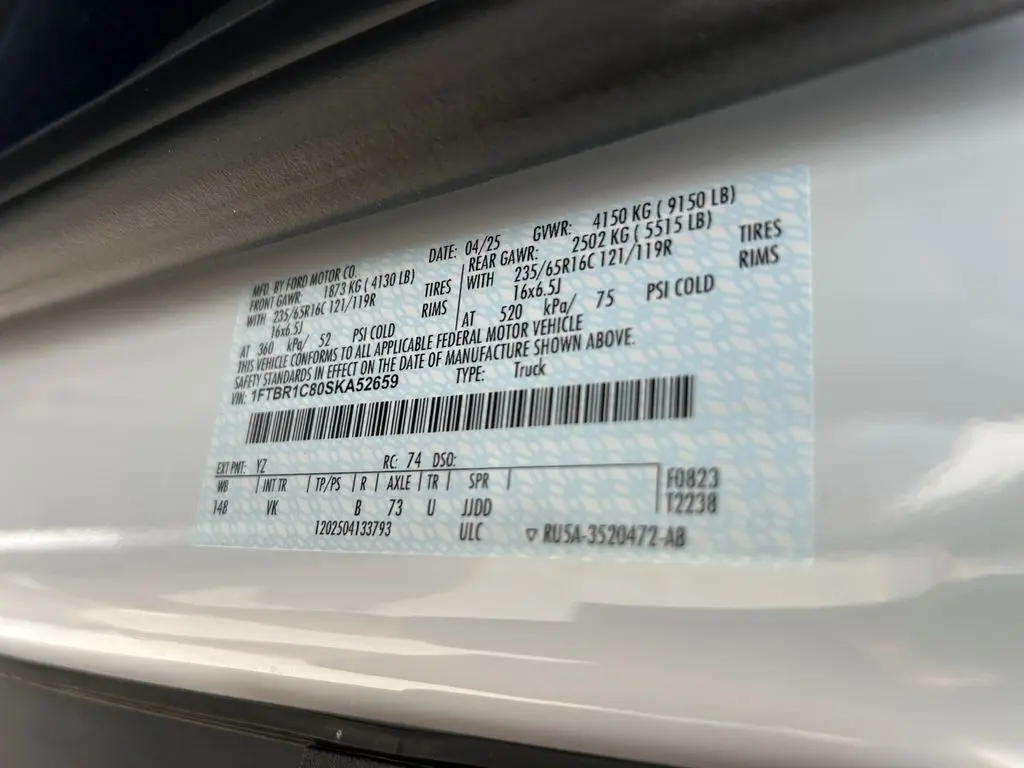 MFD. BY FORD MOTOR CO. DATE: 04/25 GVWR: 4150 KG ( 9150 LB)
FRONT GAWR: 1873 KG ( 4130 LB) REAR GAWR: 2502 KG ( 5515 LB)
WITH 235/65R16C 121/119R TIRES WITH 235/65R16C 121/119R TIRES
16x6.5J RIMS 16x6.5J RIMS
AT 360 kPa/ 52 PSI COLD AT 520 kPa/ 75 PSI COLD
THIS VEHICLE CONFORMS TO ALL APPLICABLE FEDERAL MOTOR VEHICLE
SAFETY STANDARDS IN EFFECT ON THE DATE OF MANUFACTURE SHOWN ABOVE.
VIN: 1FTBR1C80SKA52659 TYPE: Truck
EXT PNT: YZ RC: 74 DSO:
WB INT TR TP/PS R AXLE TR SPR F0823
148 VK B 73 U JJDD T2238
1202504133793 ULC ▽ RU5A-3520472-AB